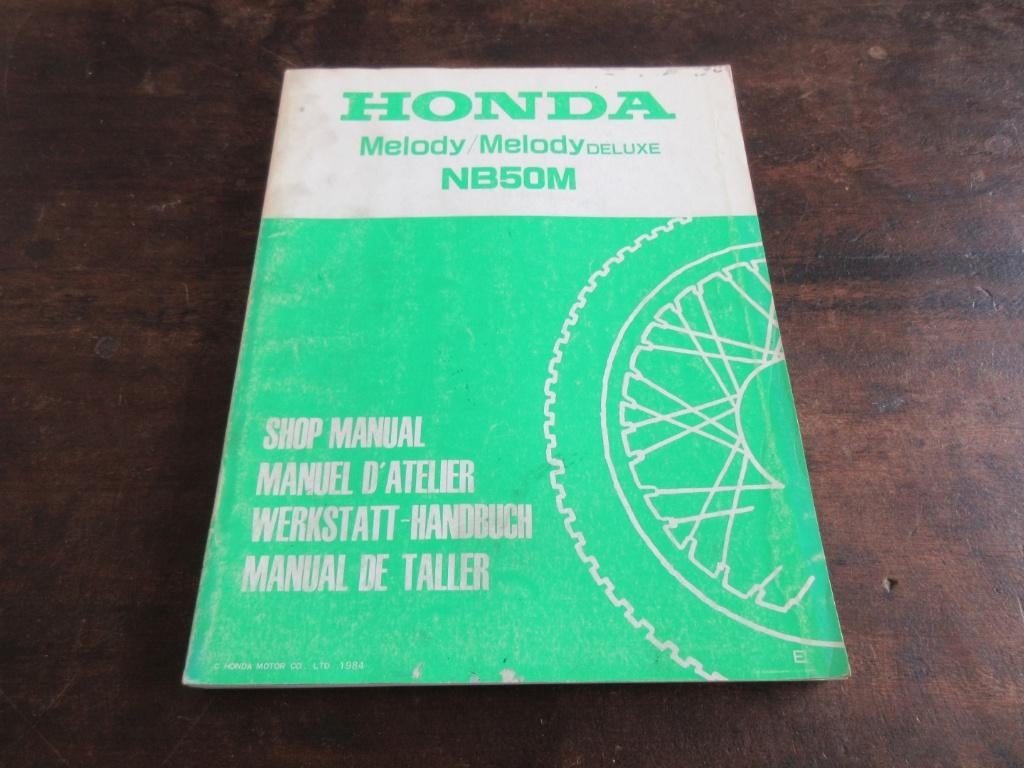 HONDA
Melody/Melody DELUXE
NB50M
SHOP MANUAL
MANUEL D'ATELIER
WERKSTATT-HANDBUCH
MANUAL DE TALLER
© HONDA MOTOR CO., LTD. 1984
E